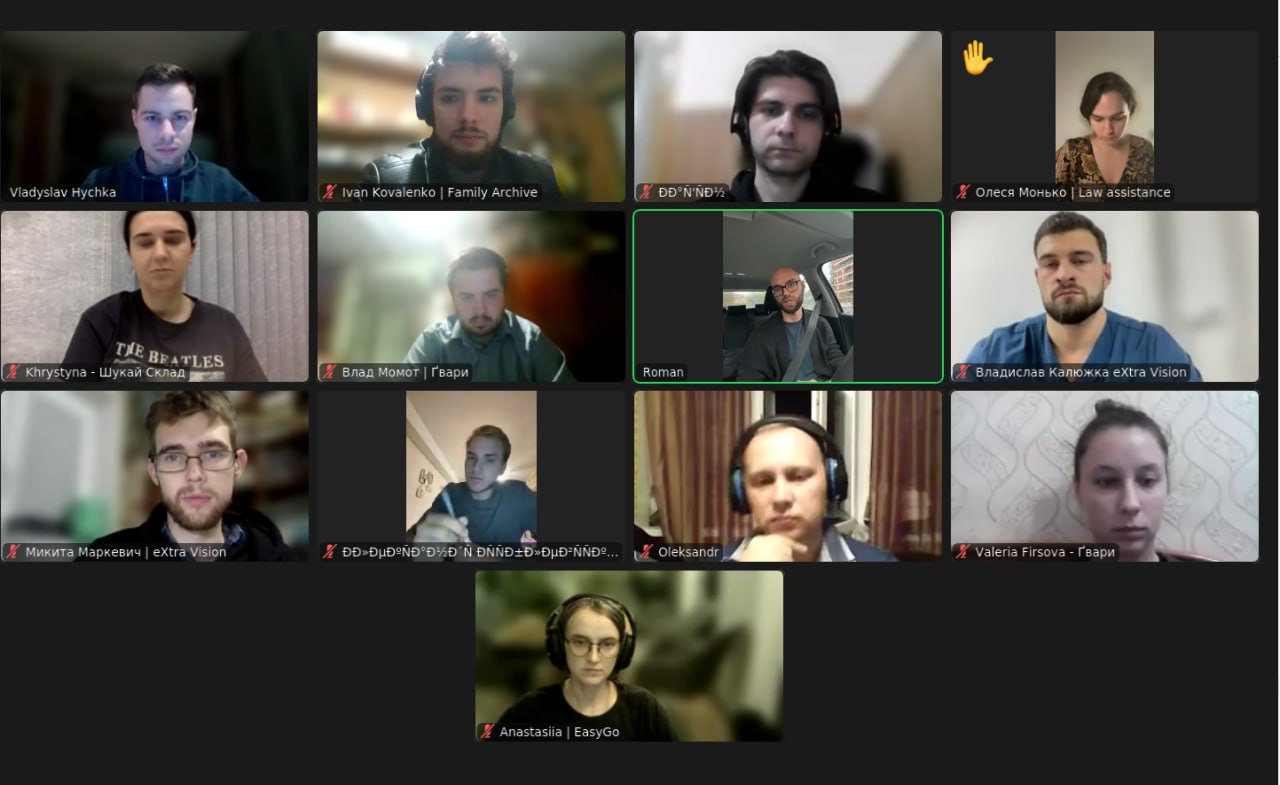 Vladyslav Hychka
Ivan Kovalenko | Family Archive
ÐÐ°Ñ'ÑÐ½
Олеся Монько | Law assistance
THE BEATLES
Khrystyna - Шукай Склад
Влад Момот | Ґвари
Roman
Владислав Калюжка eXtra Vision
Микита Маркевич | eXtra Vision
ÐÐ»ÐµÐºÑÐ°Ð½Ð´Ñ ÐÑÑÐ±Ð»ÐµÐ²ÑÑÐº...
Oleksandr
Valeria Firsova - Ґвари
Anastasiia | EasyGo